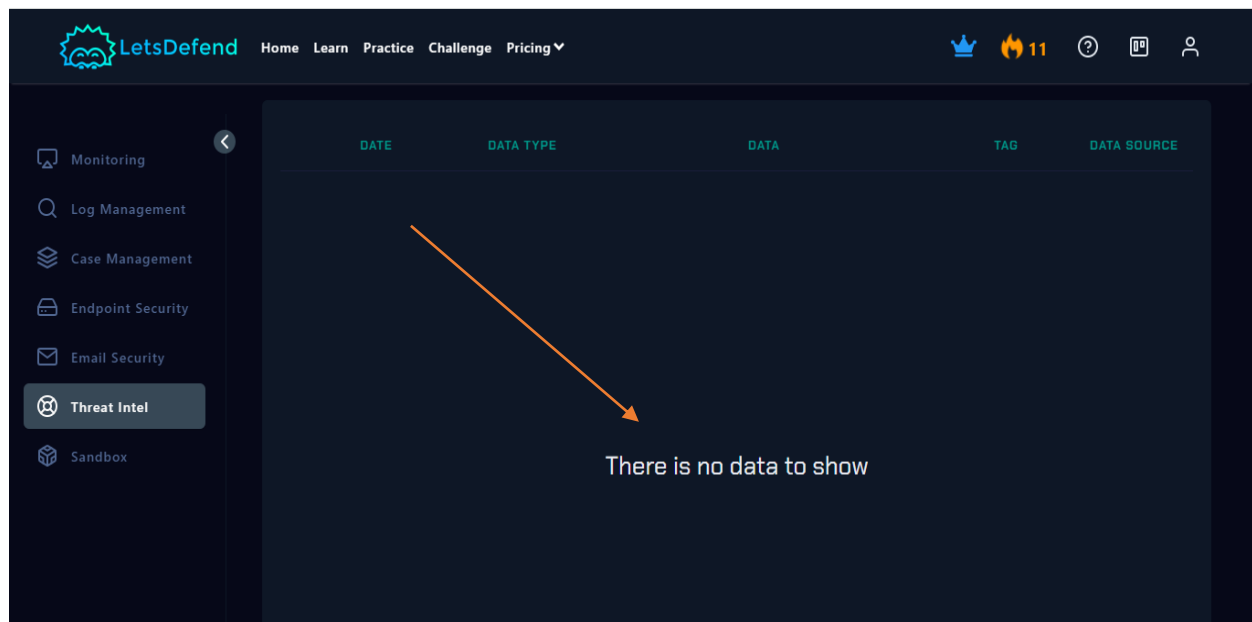 LetsDefend Home Learn Practice Challenge Pricing 11
DATE DATA TYPE DATA TAG DATA SOURCE
Monitoring
Log Management
Case Management
Endpoint Security
Email Security
Threat Intel
Sandbox
There is no data to show